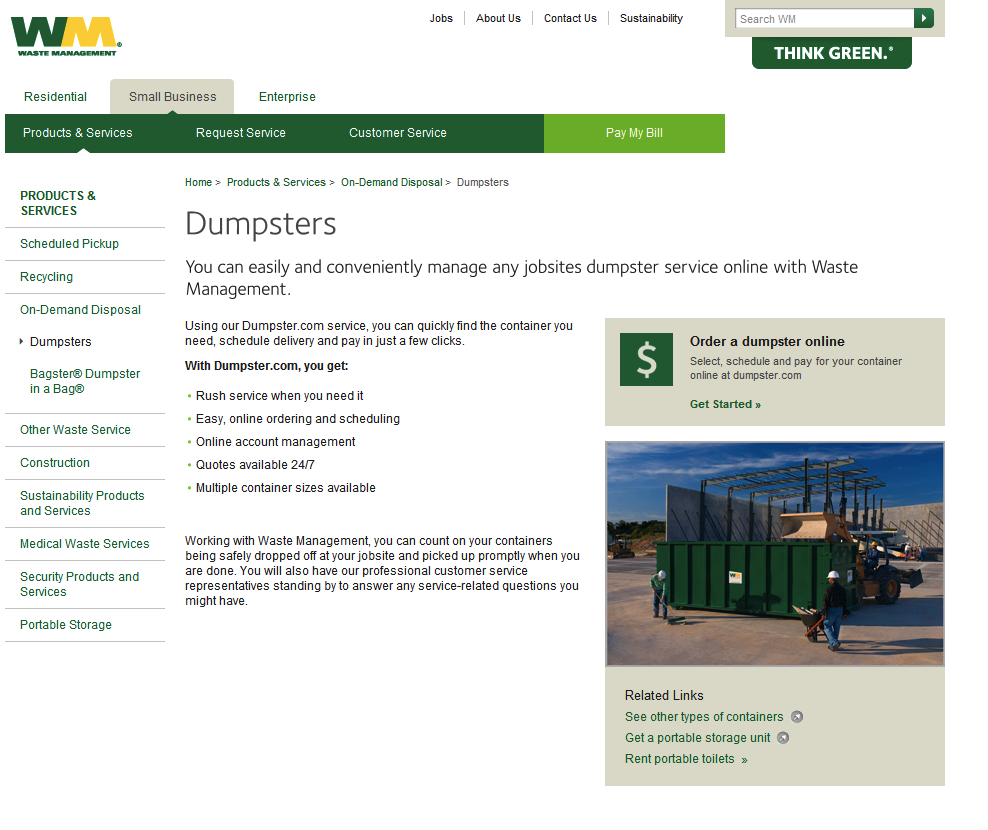 WM®
WASTE MANAGEMENT
Jobs
About Us
Contact Us
Sustainability
Search WM
THINK GREEN.®
Residential
Small Business
Enterprise
Products & Services
Request Service
Customer Service
Pay My Bill
PRODUCTS &
SERVICES
Scheduled Pickup
Recycling
On-Demand Disposal
Dumpsters
Bagster® Dumpster
in a Bag®
Other Waste Service
Construction
Sustainability Products
and Services
Medical Waste Services
Security Products and
Services
Portable Storage
Home > Products & Services > On-Demand Disposal > Dumpsters
Dumpsters
You can easily and conveniently manage any jobsites dumpster service online with Waste
Management.
Using our Dumpster.com service, you can quickly find the container you
need, schedule delivery and pay in just a few clicks.
With Dumpster.com, you get:
• Rush service when you need it
• Easy, online ordering and scheduling
• Online account management
• Quotes available 24/7
• Multiple container sizes available
Working with Waste Management, you can count on your containers
being safely dropped off at your jobsite and picked up promptly when you
are done. You will also have our professional customer service
representatives standing by to answer any service-related questions you
might have.
$
Order a dumpster online
Select, schedule and pay for your container
online at dumpster.com
Get Started »
WM
Related Links
See other types of containers
Get a portable storage unit
Rent portable toilets »